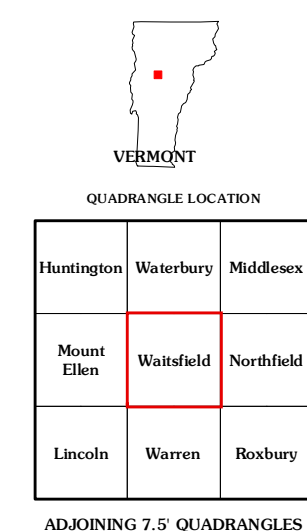 VERMONT
QUADRANGLE LOCATION
Huntington Waterbury Middlesex
Mount
Ellen
Waitsfield Northfield
Lincoln Warren Roxbury
ADJOINING 7.5' QUADRANGLES